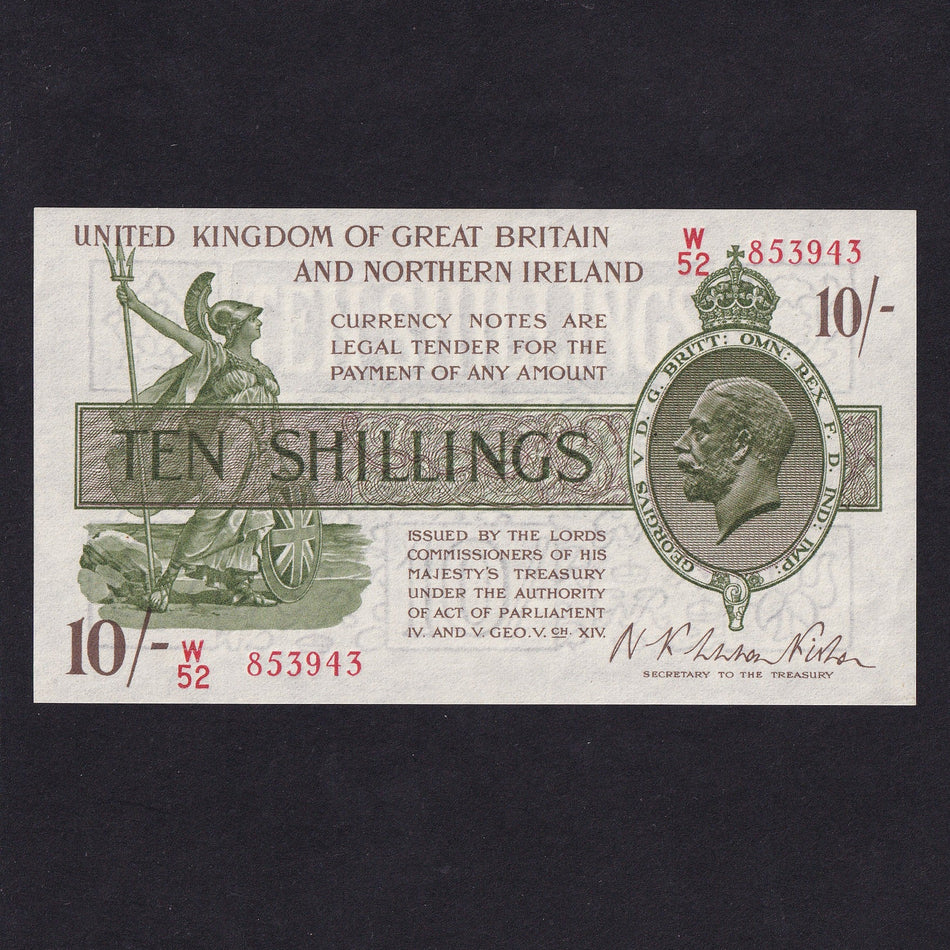 UNITED KINGDOM OF GREAT BRITAIN
AND NORTHERN IRELAND
W
52 853943
10/-
CURRENCY NOTES ARE
LEGAL TENDER FOR THE
PAYMENT OF ANY AMOUNT
TEN SHILLINGS
GEORGIVS V D. G. BRITT: OMN: REX F. D. IND: IMP:
ISSUED BY THE LORDS
COMMISSIONERS OF HIS
MAJESTY'S TREASURY
UNDER THE AUTHORITY
OF ACT OF PARLIAMENT
IV. AND V. GEO. V. CH. XIV.
10/-
W
52 853943
SECRETARY TO THE TREASURY